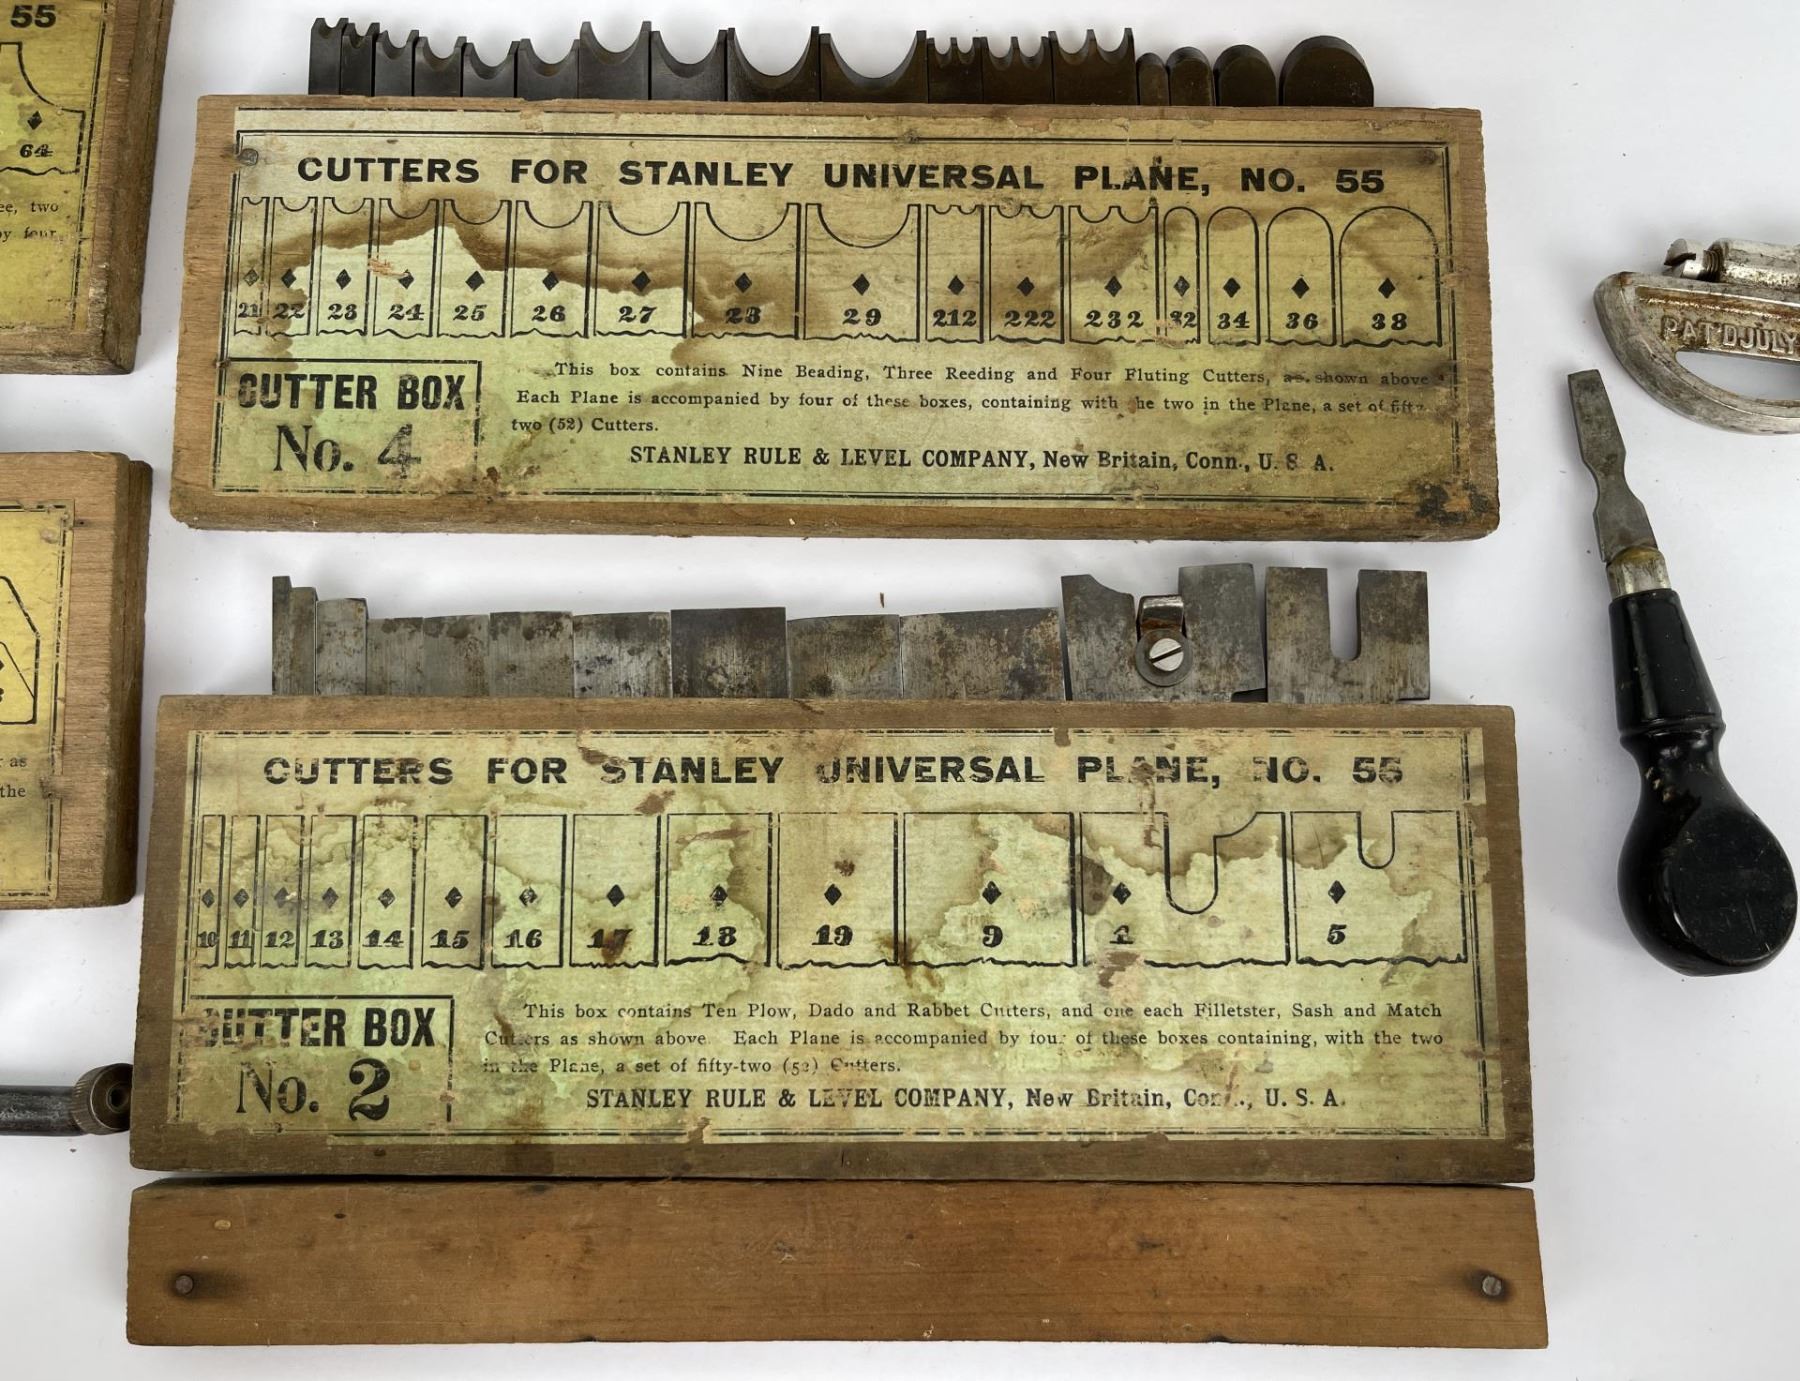 55
64
ee, two
by four
CUTTERS FOR STANLEY UNIVERSAL PLANE, NO. 55
21 22 23 24 25 26 27 28 29 212 222 232 32 34 36 38
CUTTER BOX
No. 4
This box contains Nine Beading, Three Reeding and Four Fluting Cutters, as shown above
Each Plane is accompanied by four of these boxes, containing with the two in the Plane, a set of fifty-
two (52) Cutters.
STANLEY RULE & LEVEL COMPANY, New Britain, Conn., U. S. A.
PAT'D JULY
r as
the
CUTTERS FOR STANLEY UNIVERSAL PLANE, NO. 55
10 11 12 13 14 15 16 17 18 19 9 1 5
CUTTER BOX
No. 2
This box contains Ten Plow, Dado and Rabbet Cutters, and one each Filletster, Sash and Match
Cutters as shown above. Each Plane is accompanied by four of these boxes containing, with the two
in the Plane, a set of fifty-two (52) Cutters.
STANLEY RULE & LEVEL COMPANY, New Britain, Conn., U. S. A.